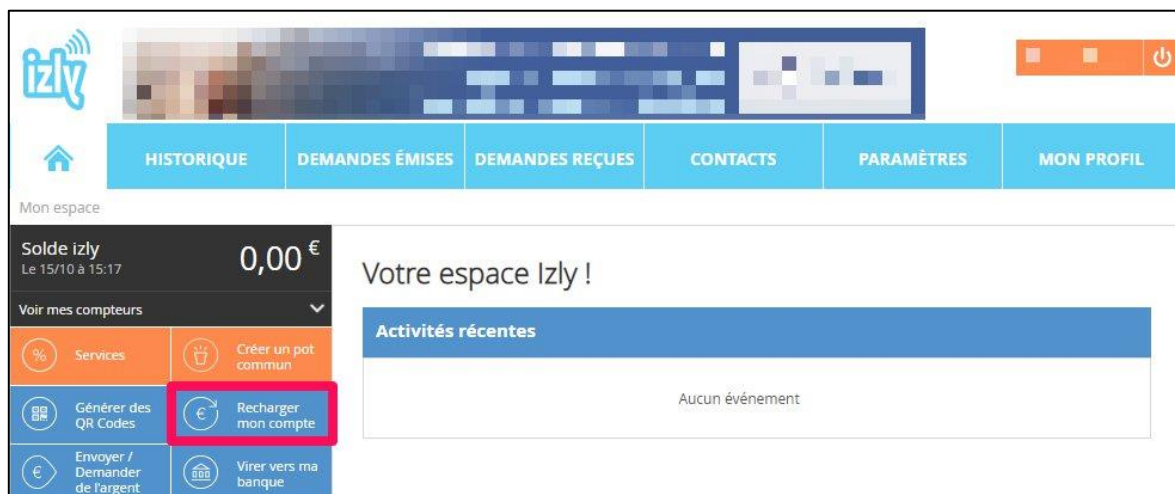 izly
HISTORIQUE
DEMANDES ÉMISES
DEMANDES REÇUES
CONTACTS
PARAMÈTRES
MON PROFIL
Mon espace
Solde izly
Le 15/10 à 15:17
0,00 €
Voir mes compteurs
% Services
Créer un pot
commun
Générer des
QR Codes
€ Recharger
mon compte
€ Envoyer /
Demander
de l'argent
Virer vers ma
banque
Votre espace Izly !
Activités récentes
Aucun événement